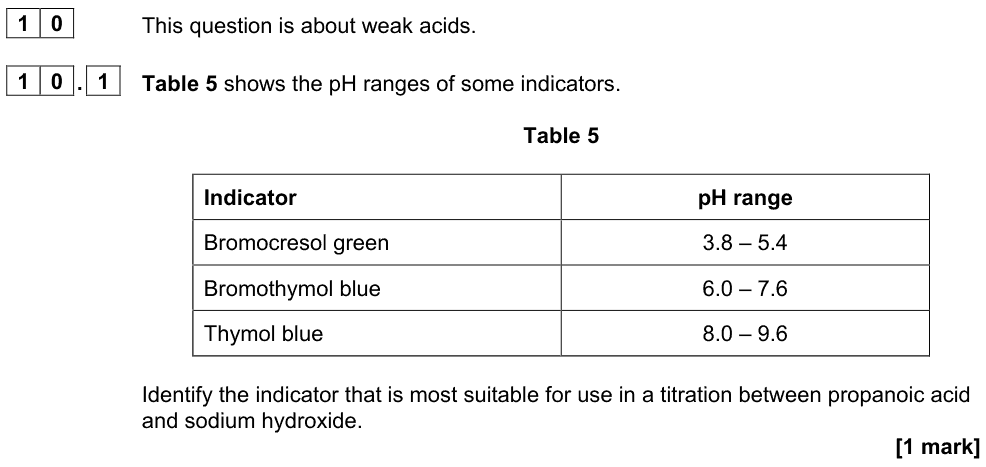 1 0 This question is about weak acids.
1 0 . 1 Table 5 shows the pH ranges of some indicators.
Table 5
Indicator pH range
Bromocresol green 3.8 – 5.4
Bromothymol blue 6.0 – 7.6
Thymol blue 8.0 – 9.6
Identify the indicator that is most suitable for use in a titration between propanoic acid
and sodium hydroxide.
[1 mark]